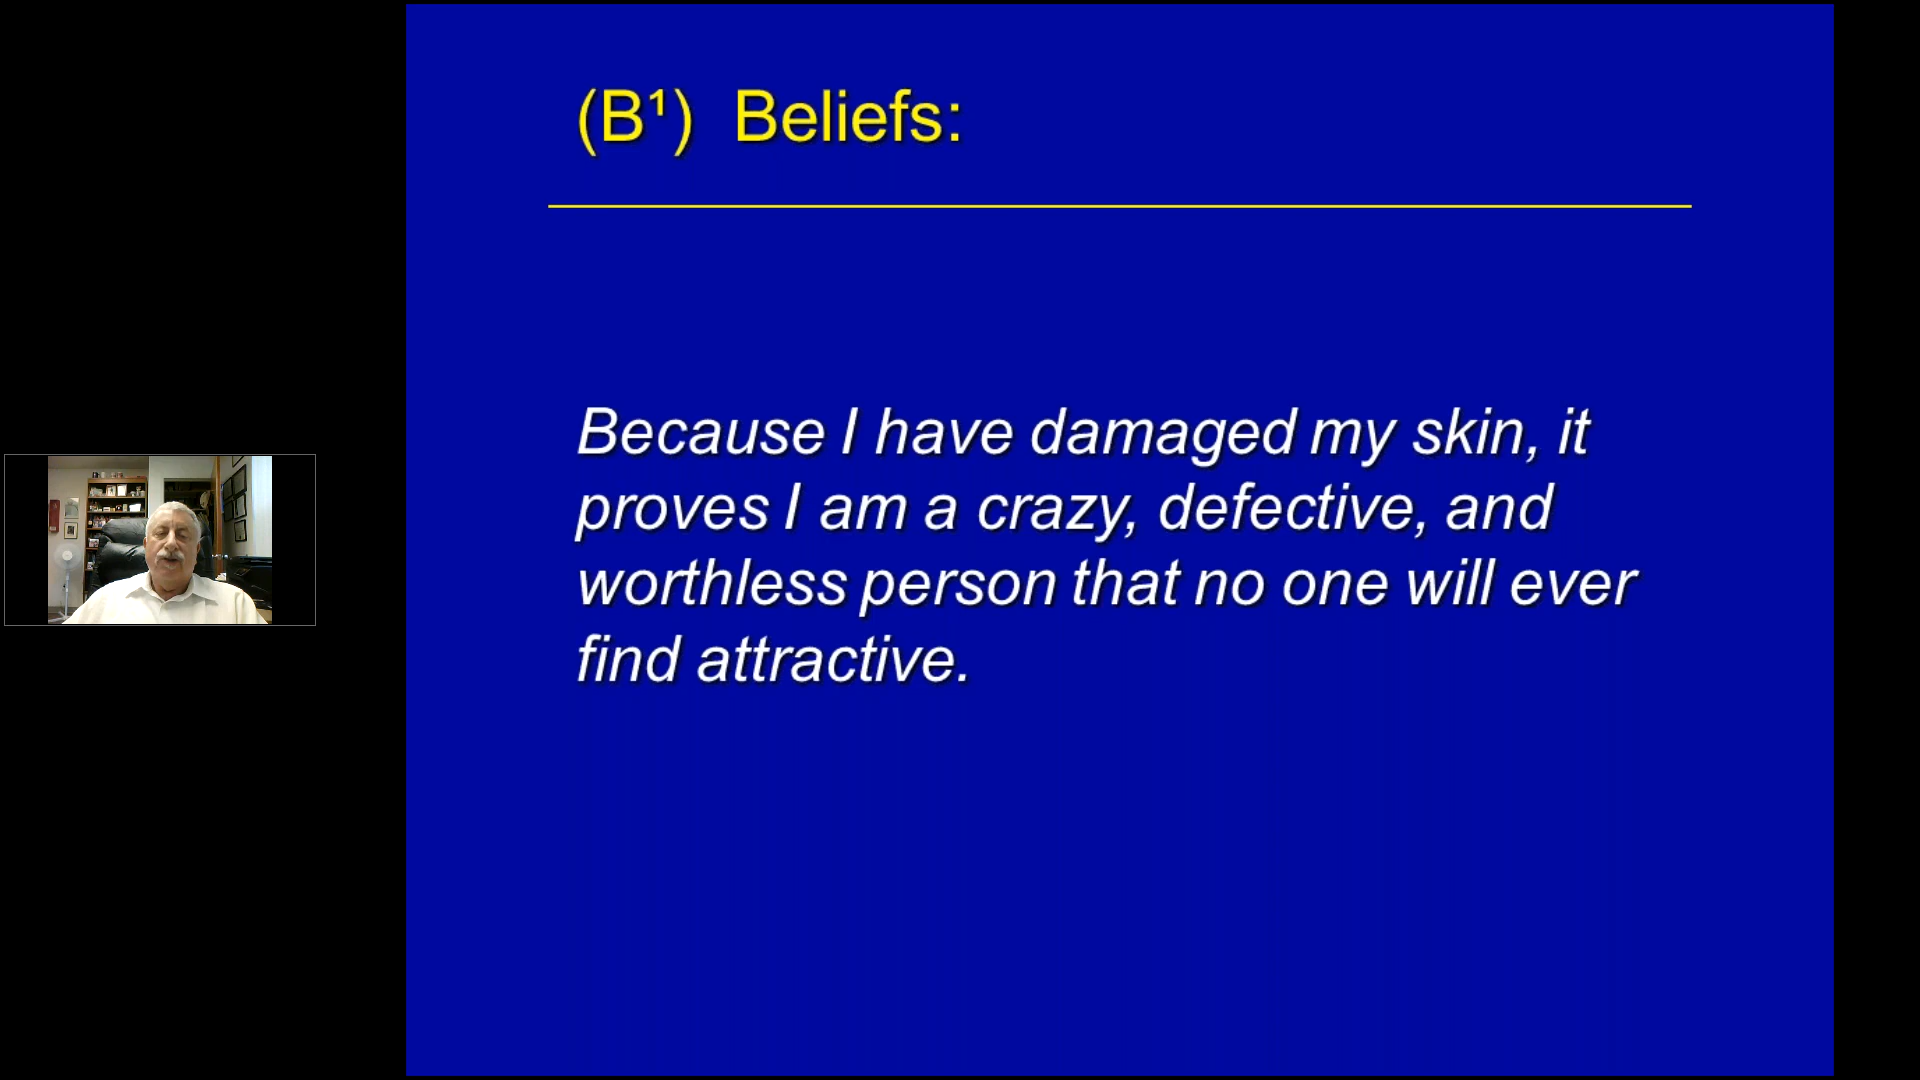 (B¹) Beliefs:
Because I have damaged my skin, it
proves I am a crazy, defective, and
worthless person that no one will ever
find attractive.